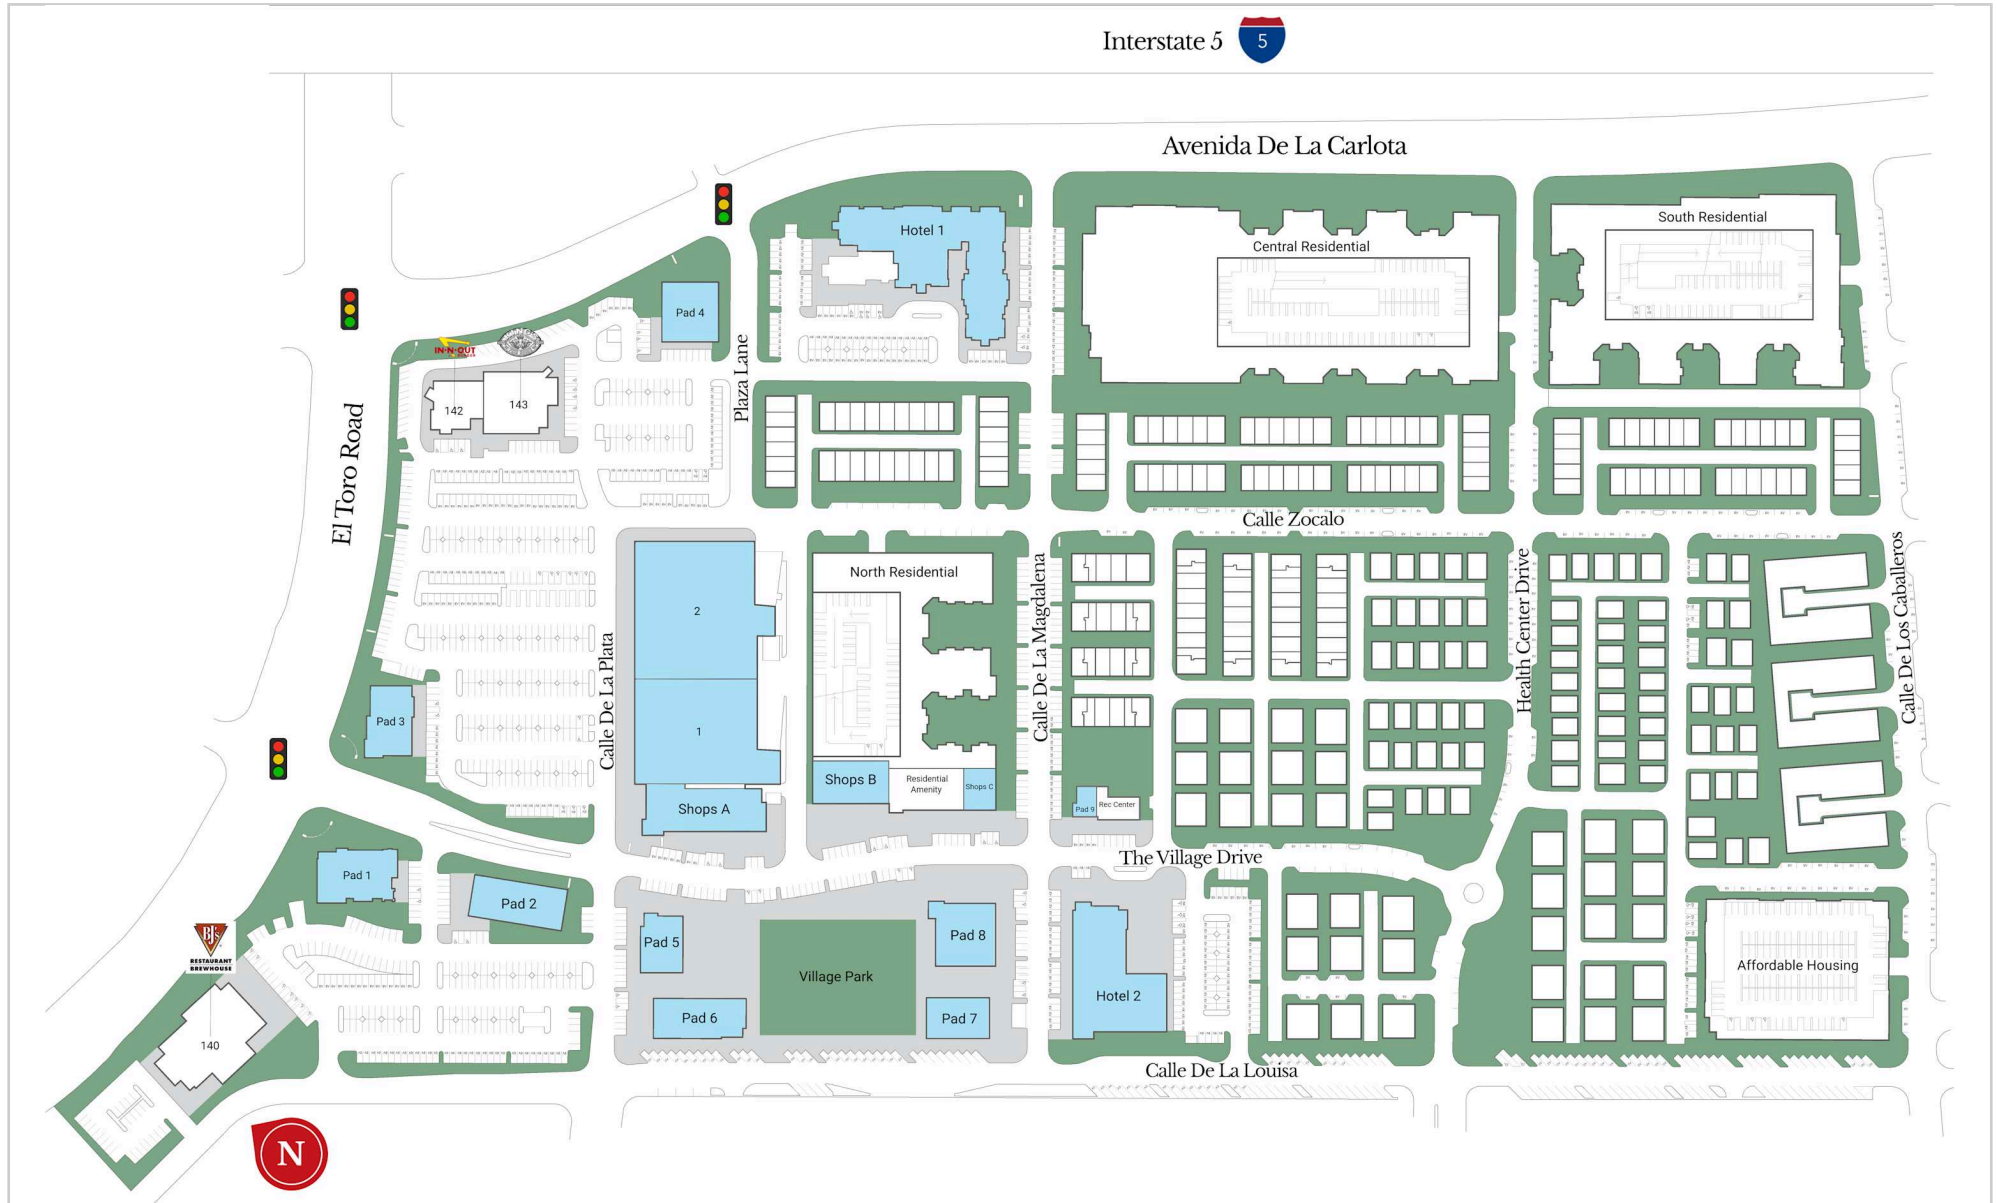 Interstate 5
5
Avenida De La Carlota
South Residential
Hotel 1
Central Residential
Pad 4
IN-N-OUT
BURGER
Plaza Lane
142
143
El Toro Road
Calle Zocalo
Calle De La Plata
2
North Residential
Calle De La Magdalena
Health Center Drive
Calle De Los Caballeros
Pad 3
1
Shops B
Residential
Amenity
Shops C
Shops A
Pad 9
Rec Center
The Village Drive
Pad 1
Pad 2
BJ's
RESTAURANT
BREWHOUSE
Pad 5
Pad 8
Village Park
Affordable Housing
Hotel 2
Pad 6
Pad 7
140
Calle De La Louisa
N